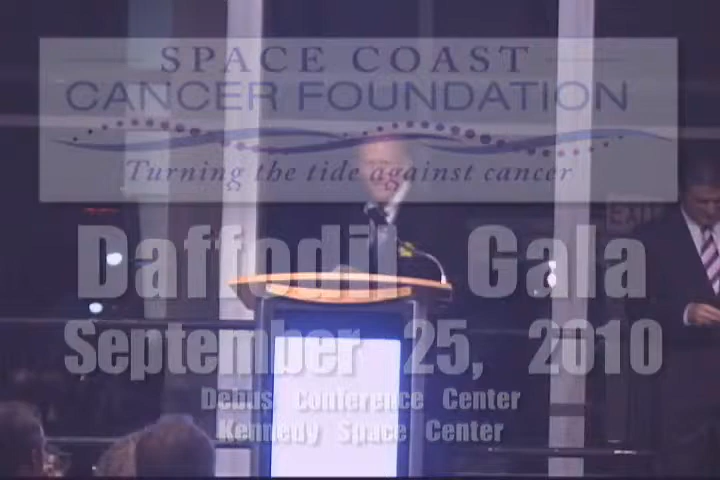 SPACE COAST
CANCER FOUNDATION
Turning the tide against cancer
EXIT
Daffodil Gala
September 25, 2010
Debus Conference Center
Kennedy Space Center